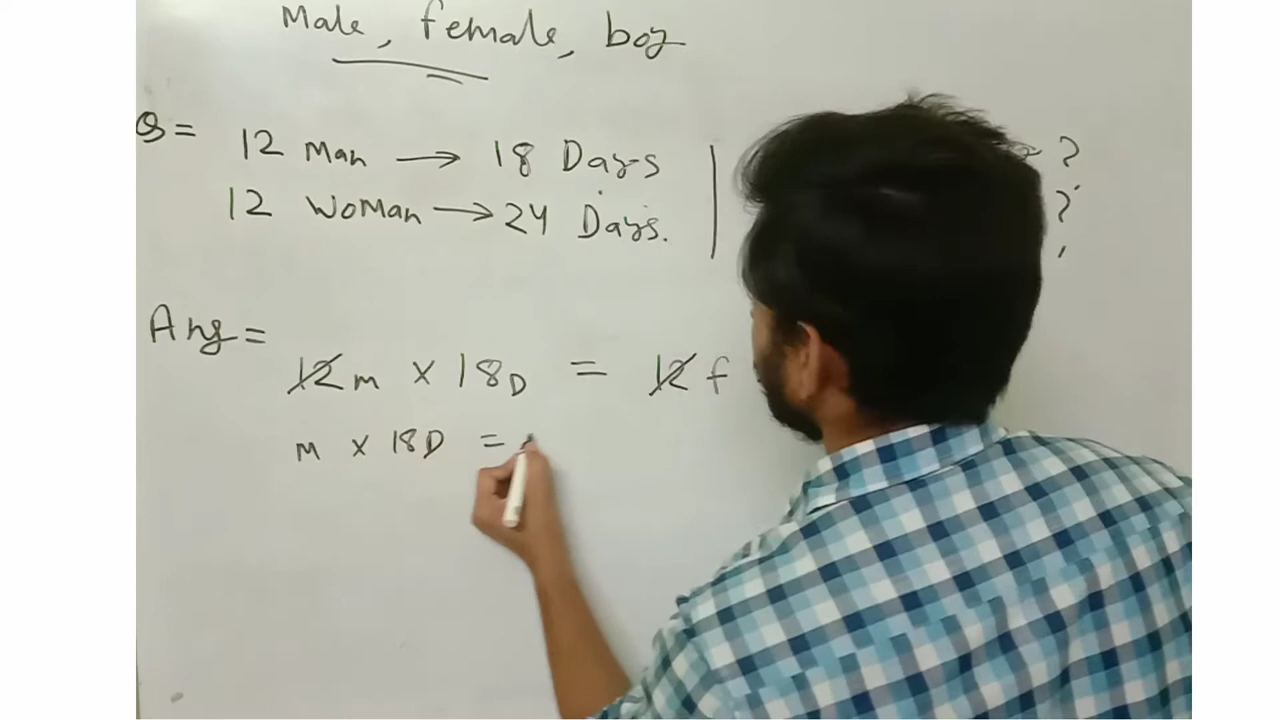 Male, female, boy
Q = 12 Man → 18 Days
12 Woman → 24 Days.
?
?
Ans =
12m x 18D = 12 f
m x 18D =